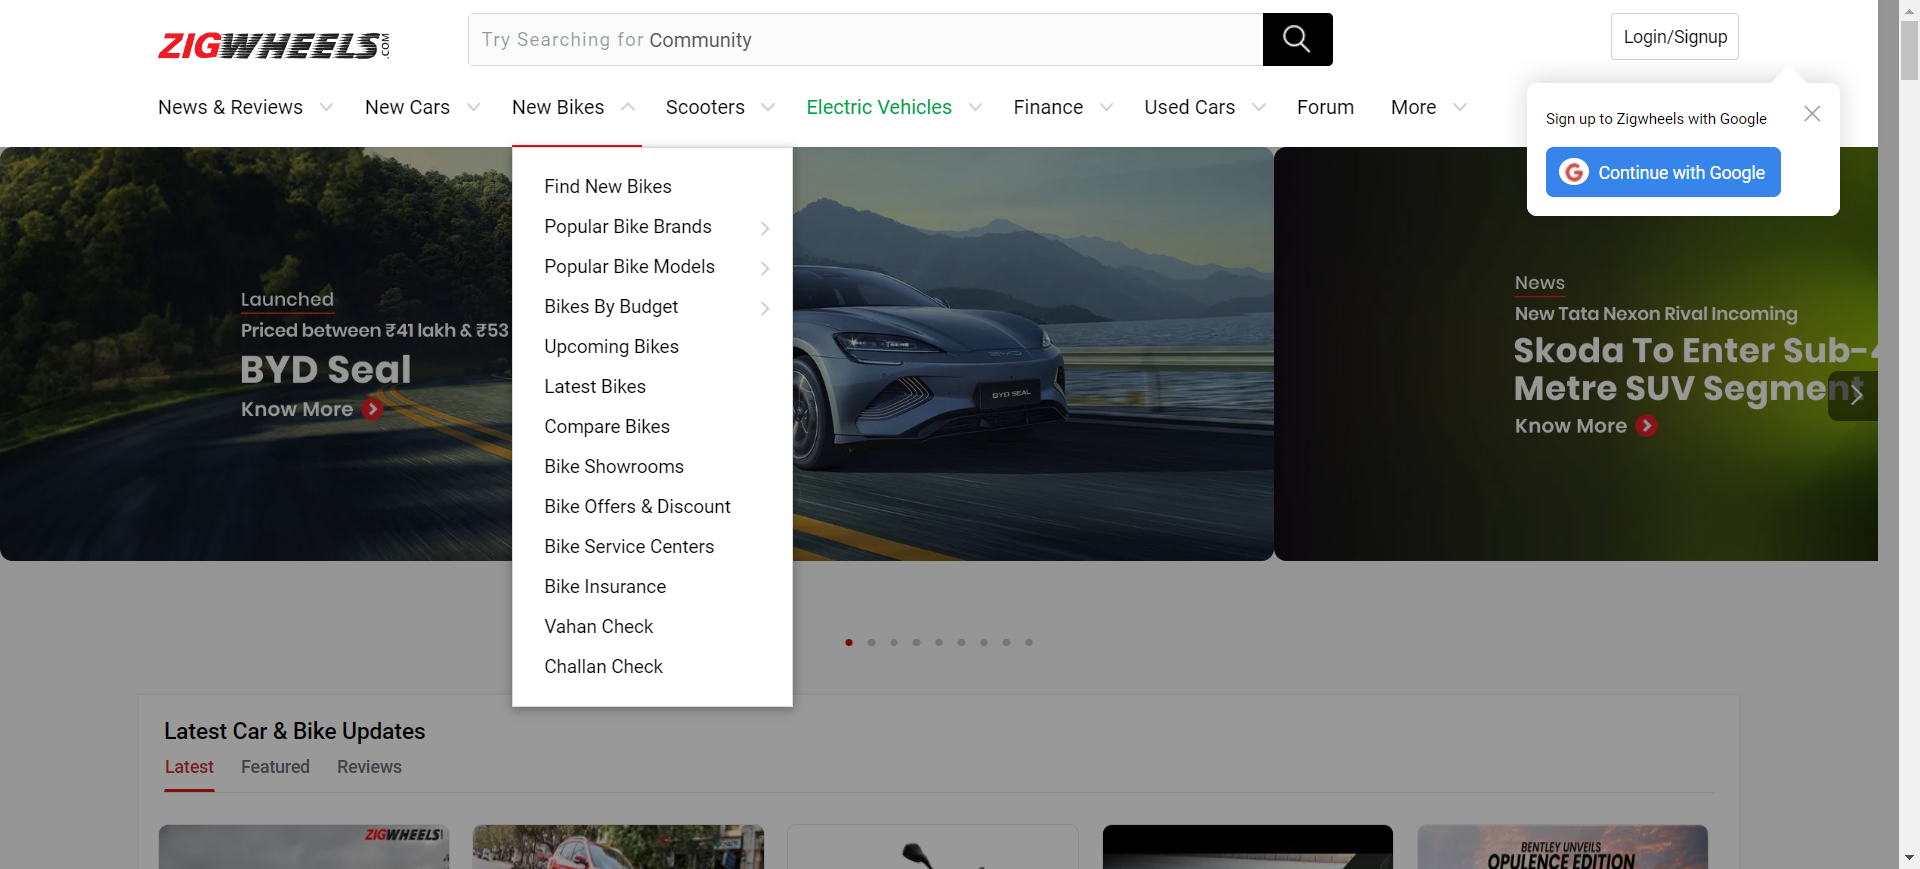 ZIGWHEELS.COM
Try Searching for Community
Login/Signup
News & Reviews
New Cars
New Bikes
Scooters
Electric Vehicles
Finance
Used Cars
Forum
More
Sign up to Zigwheels with Google
Continue with Google
Find New Bikes
Popular Bike Brands
Popular Bike Models
Bikes By Budget
Upcoming Bikes
Latest Bikes
Compare Bikes
Bike Showrooms
Bike Offers & Discount
Bike Service Centers
Bike Insurance
Vahan Check
Challan Check
Launched
Priced between ₹41 lakh & ₹53
BYD Seal
Know More
BYD
BYD SEAL
News
New Tata Nexon Rival Incoming
Skoda To Enter Sub-4
Metre SUV Segment
Know More
Latest Car & Bike Updates
Latest
Featured
Reviews
ZIGWHEELS
BENTLEY UNVEILS
OPULENCE EDITION